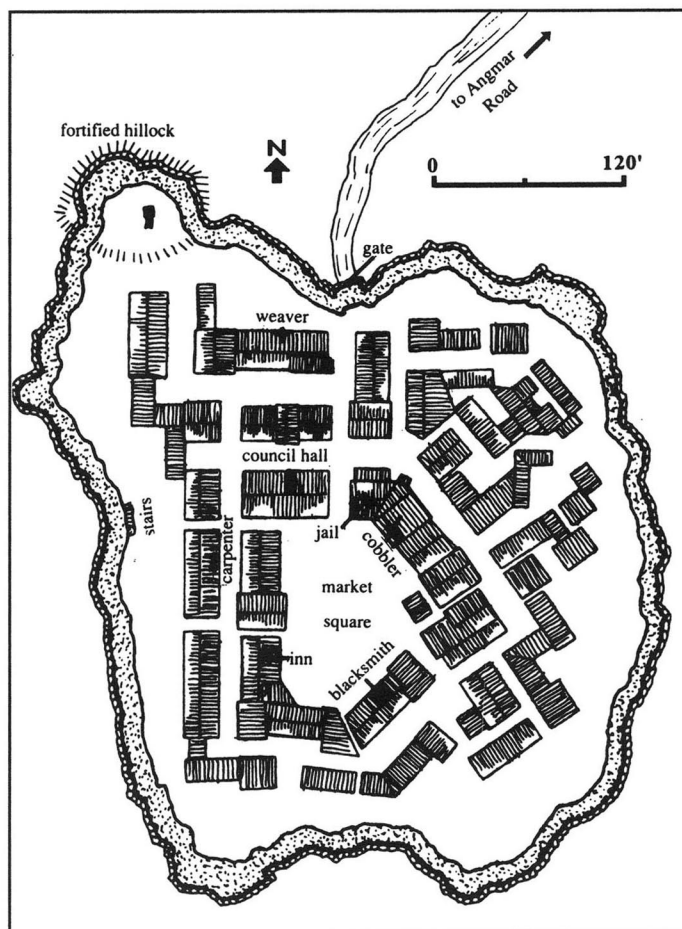 to Angmar
Road
fortified hillock
N
0 120'
gate
weaver
council hall
stairs
carpenter
jail
cobbler
market
square
inn
blacksmith